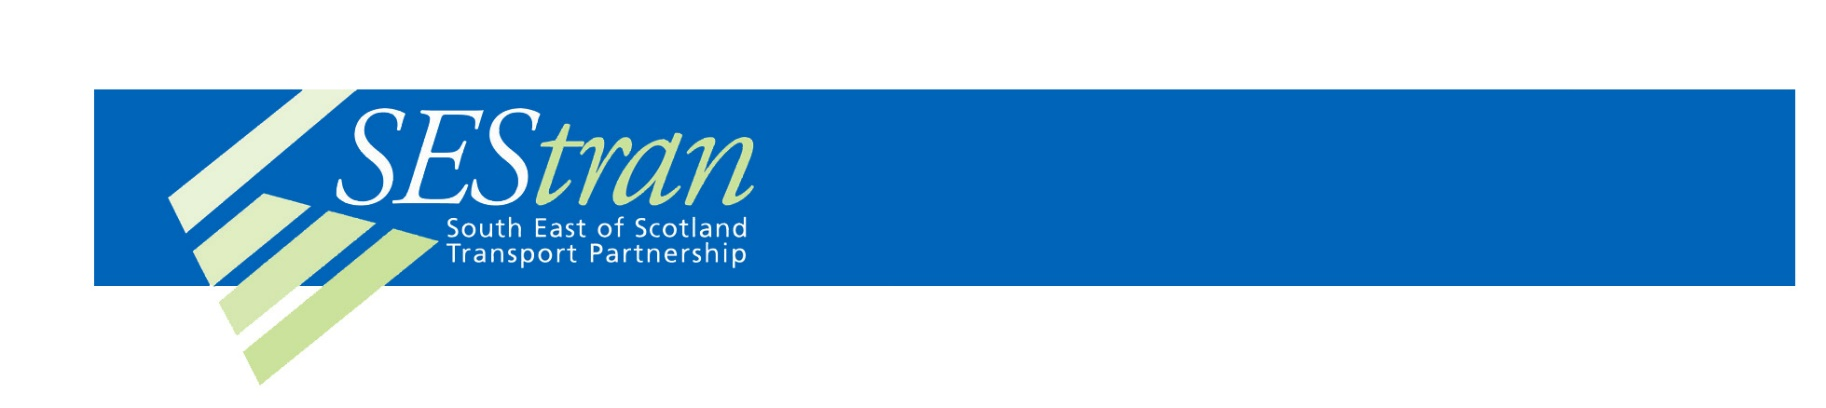 SEStran
South East of Scotland
Transport Partnership